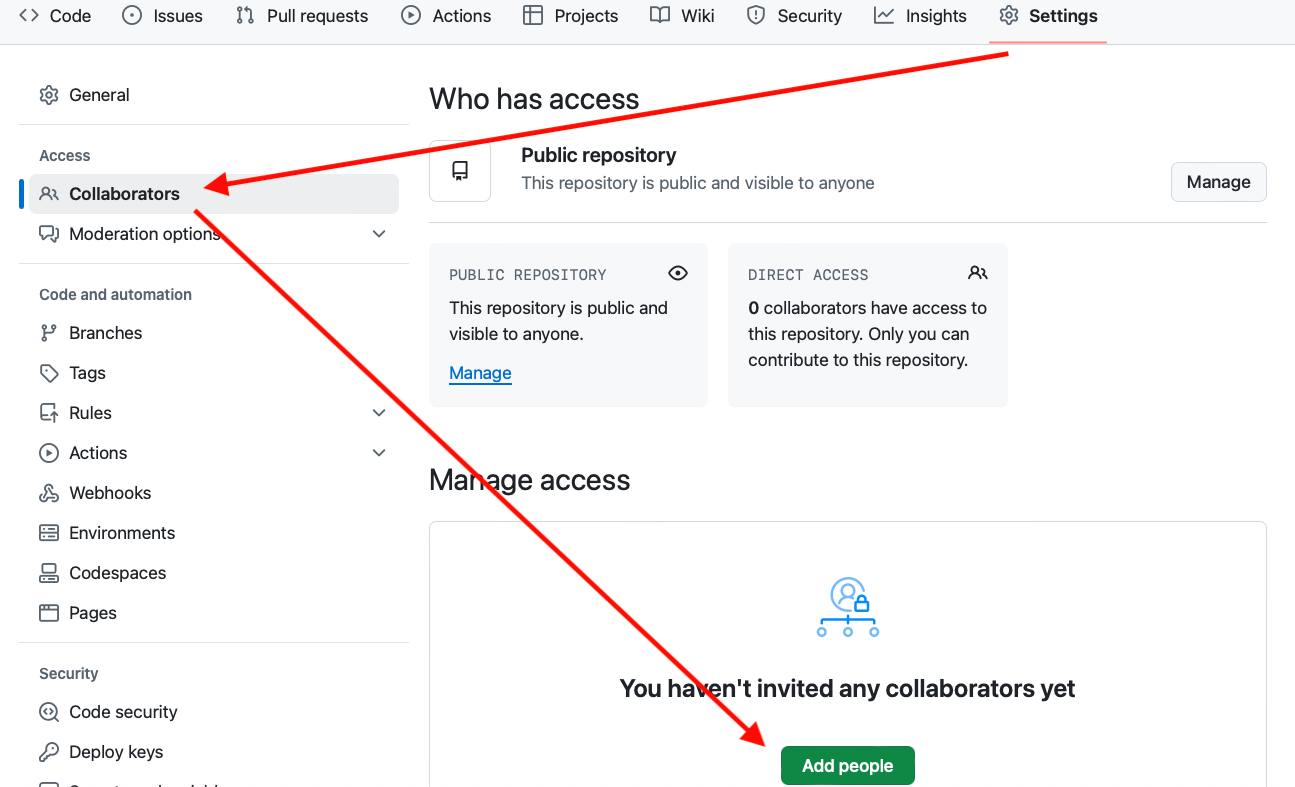 Code Issues Pull requests Actions Projects Wiki Security Insights Settings
General
Access
Collaborators
Moderation options
Code and automation
Branches
Tags
Rules
Actions
Webhooks
Environments
Codespaces
Pages
Security
Code security
Deploy keys
Who has access
Public repository
This repository is public and visible to anyone
Manage
PUBLIC REPOSITORY
This repository is public and
visible to anyone.
Manage
DIRECT ACCESS
0 collaborators have access to
this repository. Only you can
contribute to this repository.
Manage access
You haven't invited any collaborators yet
Add people